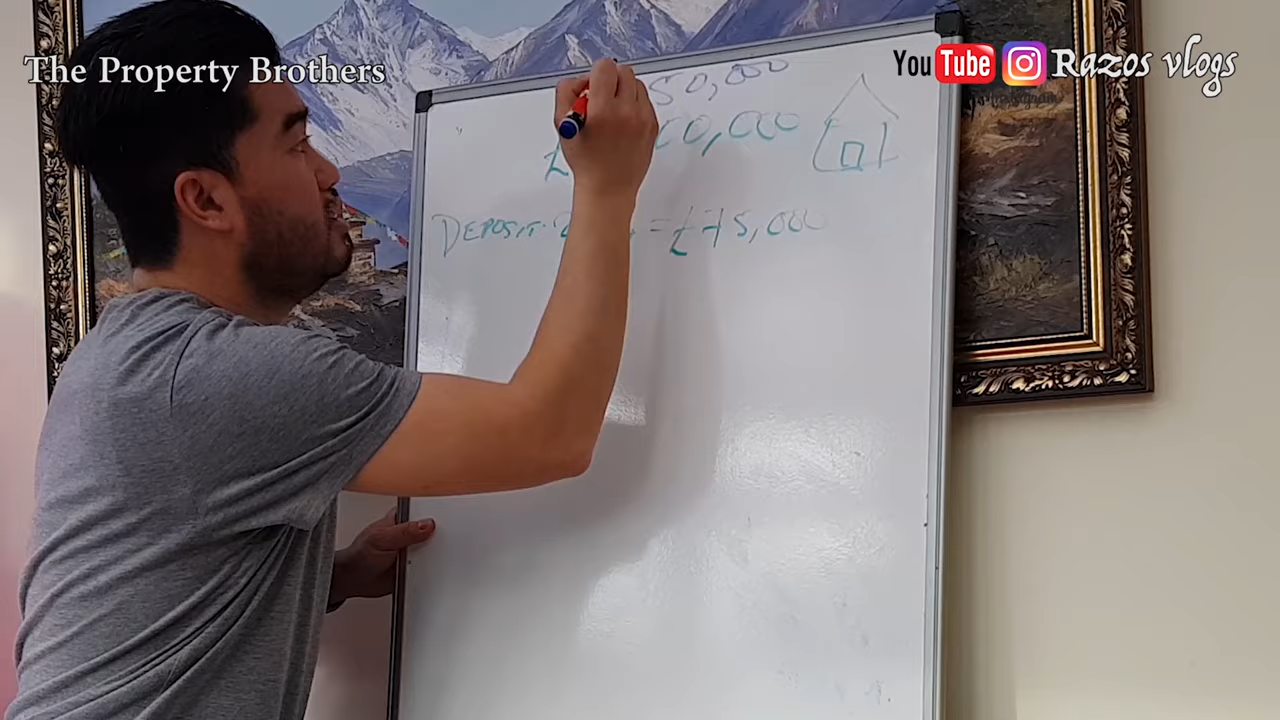 The Property Brothers
YouTube Razos vlogs
50,000
00,000
DEPOSIT = £75,000